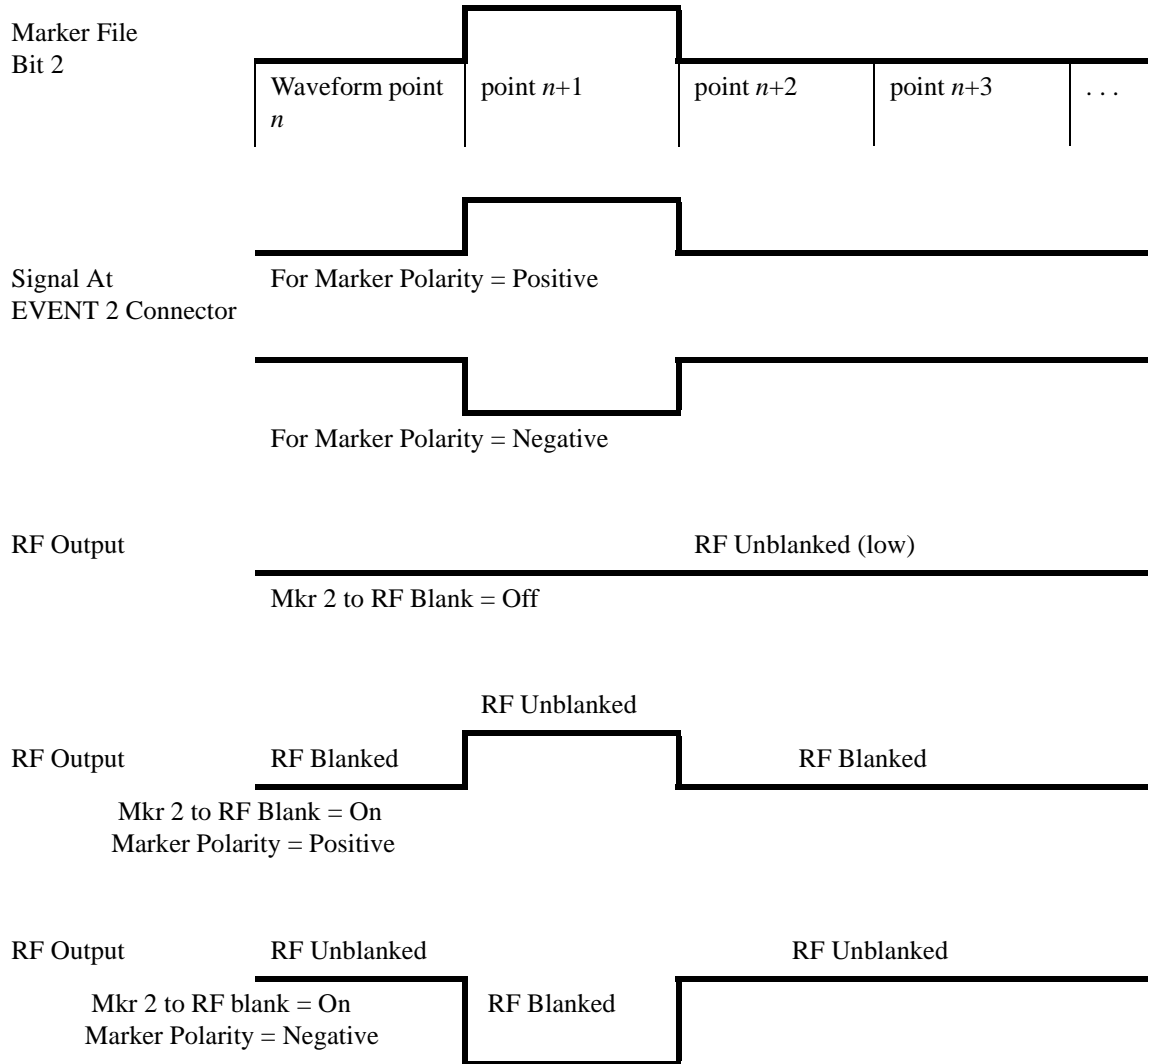 Marker File
Bit 2
Waveform point
n
point n+1
point n+2
point n+3
. . .
Signal At
EVENT 2 Connector
For Marker Polarity = Positive
For Marker Polarity = Negative
RF Output
RF Unblanked (low)
Mkr 2 to RF Blank = Off
RF Unblanked
RF Output
RF Blanked
RF Blanked
Mkr 2 to RF Blank = On
Marker Polarity = Positive
RF Output
RF Unblanked
RF Unblanked
Mkr 2 to RF blank = On
Marker Polarity = Negative
RF Blanked